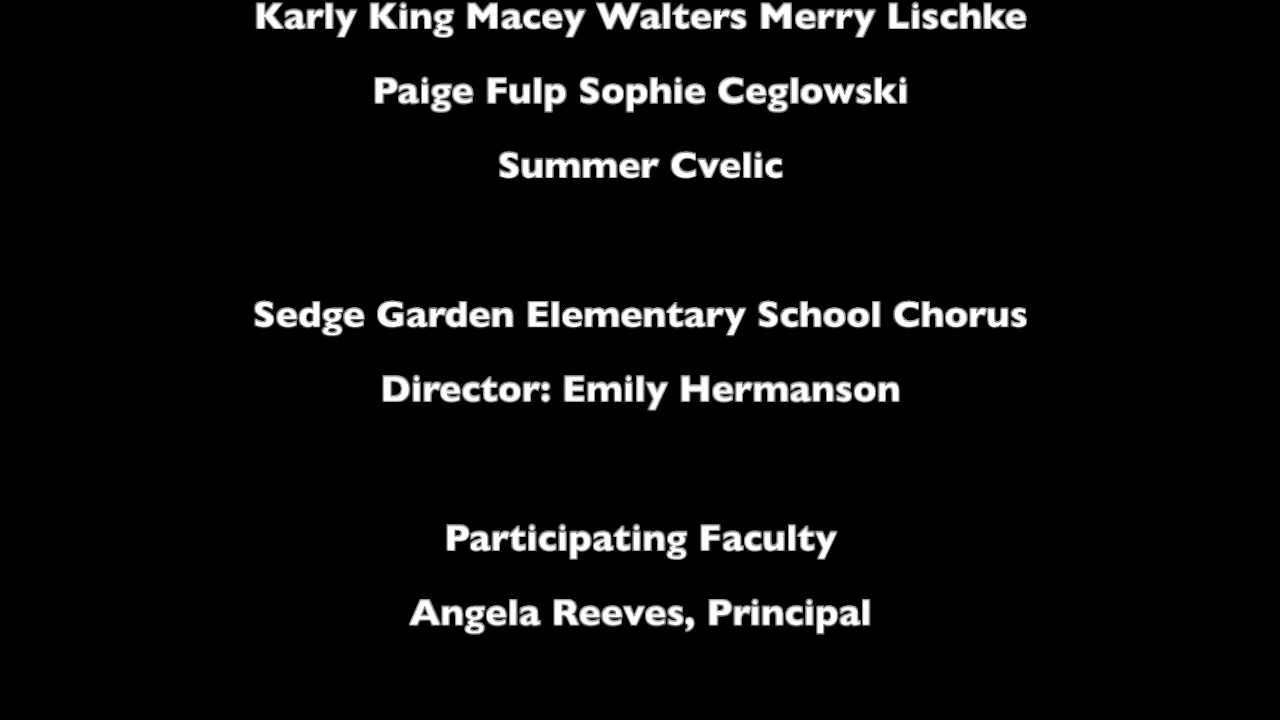 Karly King Macey Walters Merry Lischke
Paige Fulp Sophie Ceglowski
Summer Cvelic
Sedge Garden Elementary School Chorus
Director: Emily Hermanson
Participating Faculty
Angela Reeves, Principal